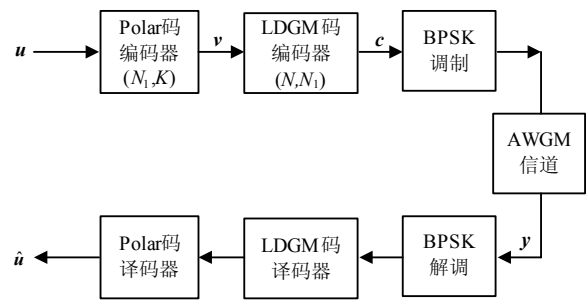 u
Polar码
编码器
(N₁,K)
v
LDGM码
编码器
(N,N₁)
c
BPSK
调制
AWGM
信道
y
BPSK
解调
LDGM码
译码器
Polar码
译码器
û